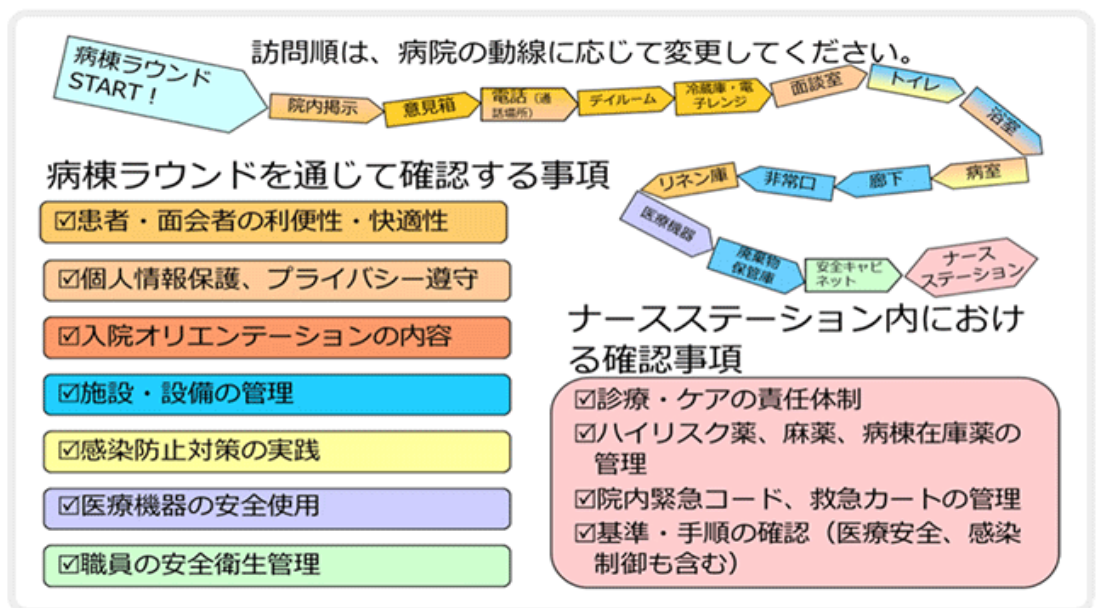 病棟ラウンド
START！
訪問順は、病院の動線に応じて変更してください。
院内掲示
意見箱
電話（通
話場所）
デイルーム
冷蔵庫・電
子レンジ
面談室
トイレ
浴室
病室
廊下
非常口
リネン庫
医療機器
廃棄物
保管庫
安全キャビ
ネット
ナース
ステーション
病棟ラウンドを通じて確認する事項
☑患者・面会者の利便性・快適性
☑個人情報保護、プライバシー遵守
☑入院オリエンテーションの内容
☑施設・設備の管理
☑感染防止対策の実践
☑医療機器の安全使用
☑職員の安全衛生管理
ナースステーション内におけ
る確認事項
☑診療・ケアの責任体制
☑ハイリスク薬、麻薬、病棟在庫薬の
管理
☑院内緊急コード、救急カートの管理
☑基準・手順の確認（医療安全、感染
制御も含む）